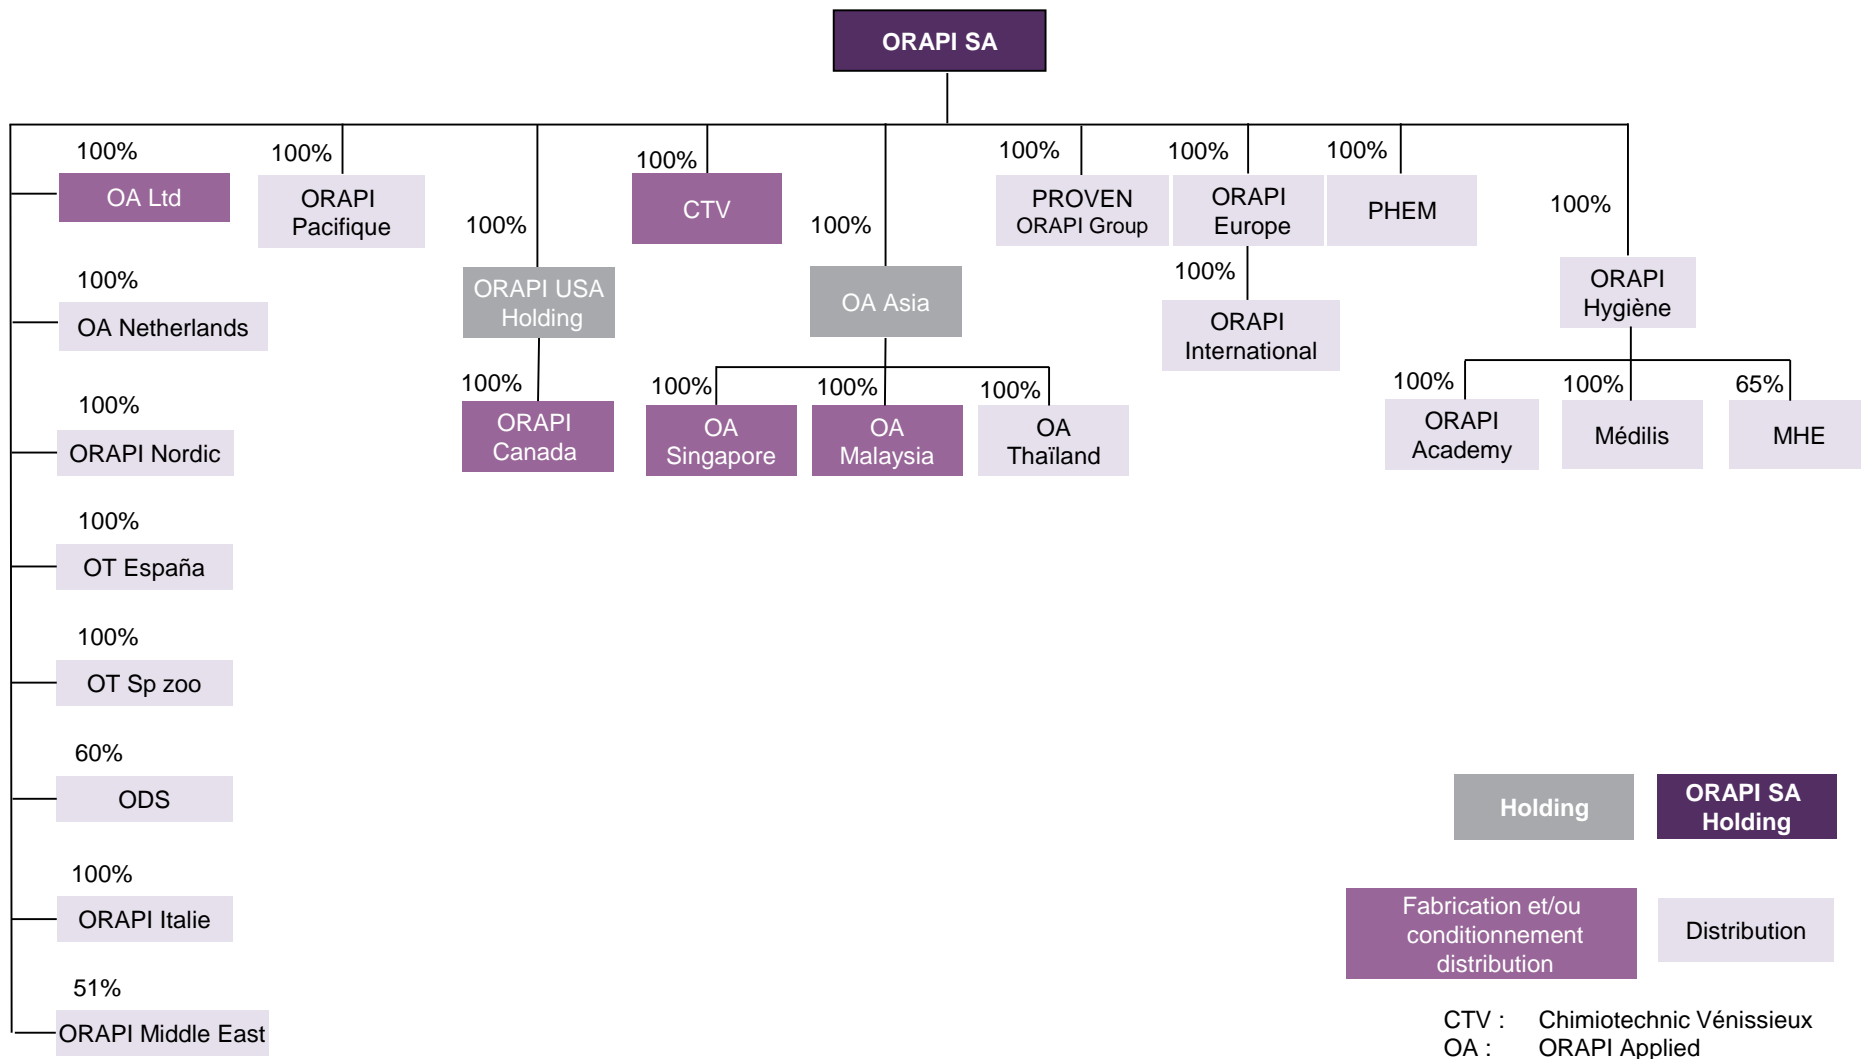 ORAPI SA
100%
OA Ltd
100%
OA Netherlands
100%
ORAPI Nordic
100%
OT España
100%
OT Sp zoo
60%
ODS
100%
ORAPI Italie
51%
ORAPI Middle East
100%
ORAPI
Pacifique
100%
ORAPI USA
Holding
100%
ORAPI
Canada
100%
CTV
100%
OA Asia
100%
OA
Singapore
100%
OA
Malaysia
100%
OA
Thaïland
100%
PROVEN
ORAPI Group
100%
ORAPI
Europe
100%
ORAPI
International
100%
PHEM
100%
ORAPI
Hygiène
100%
ORAPI
Academy
100%
Médilis
65%
MHE
Holding
ORAPI SA
Holding
Fabrication et/ou
conditionnement
distribution
Distribution
CTV : Chimiotechnic Vénissieux
OA : ORAPI Applied